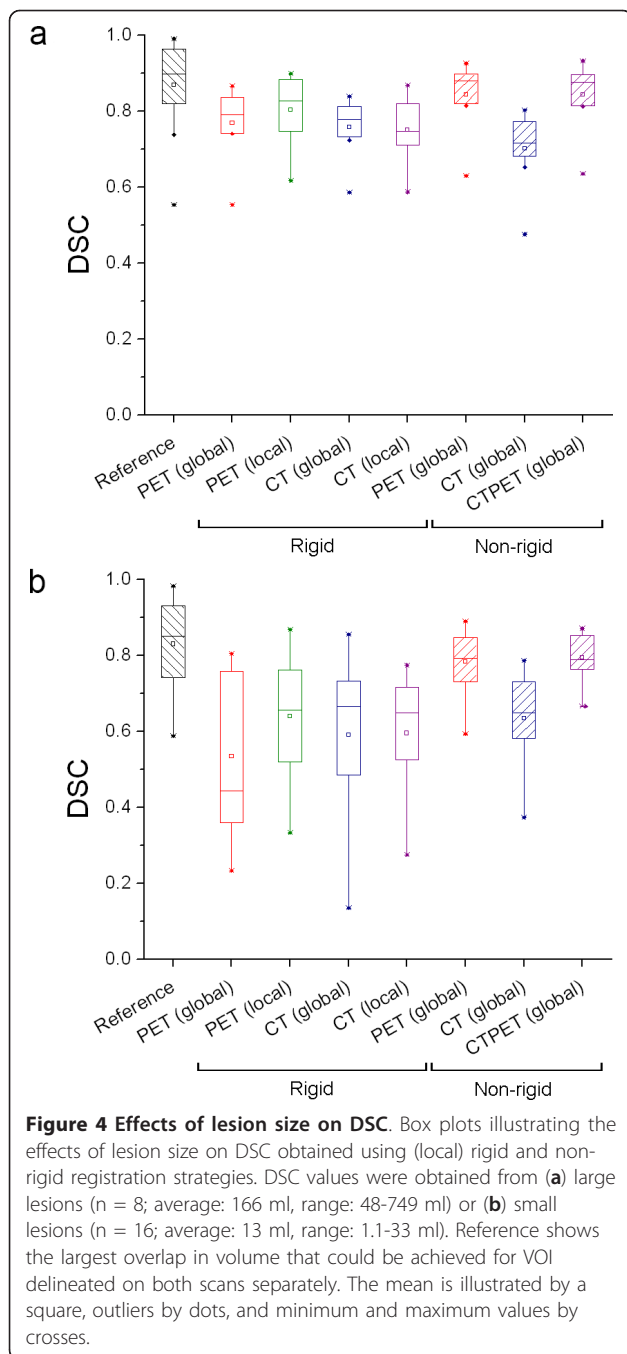 a
1.0
0.8
0.6
0.4
0.2
0.0
DSC
Reference
PET (global)
PET (local)
CT (global)
CT (local)
PET (global)
CT (global)
CTPET (global)
Rigid
Non-rigid
b
1.0
0.8
0.6
0.4
0.2
0.0
DSC
Reference
PET (global)
PET (local)
CT (global)
CT (local)
PET (global)
CT (global)
CTPET (global)
Rigid
Non-rigid
Figure 4 Effects of lesion size on DSC. Box plots illustrating the
effects of lesion size on DSC obtained using (local) rigid and non-
rigid registration strategies. DSC values were obtained from (a) large
lesions (n = 8; average: 166 ml, range: 48-749 ml) or (b) small
lesions (n = 16; average: 13 ml, range: 1.1-33 ml). Reference shows
the largest overlap in volume that could be achieved for VOI
delineated on both scans separately. The mean is illustrated by a
square, outliers by dots, and minimum and maximum values by
crosses.